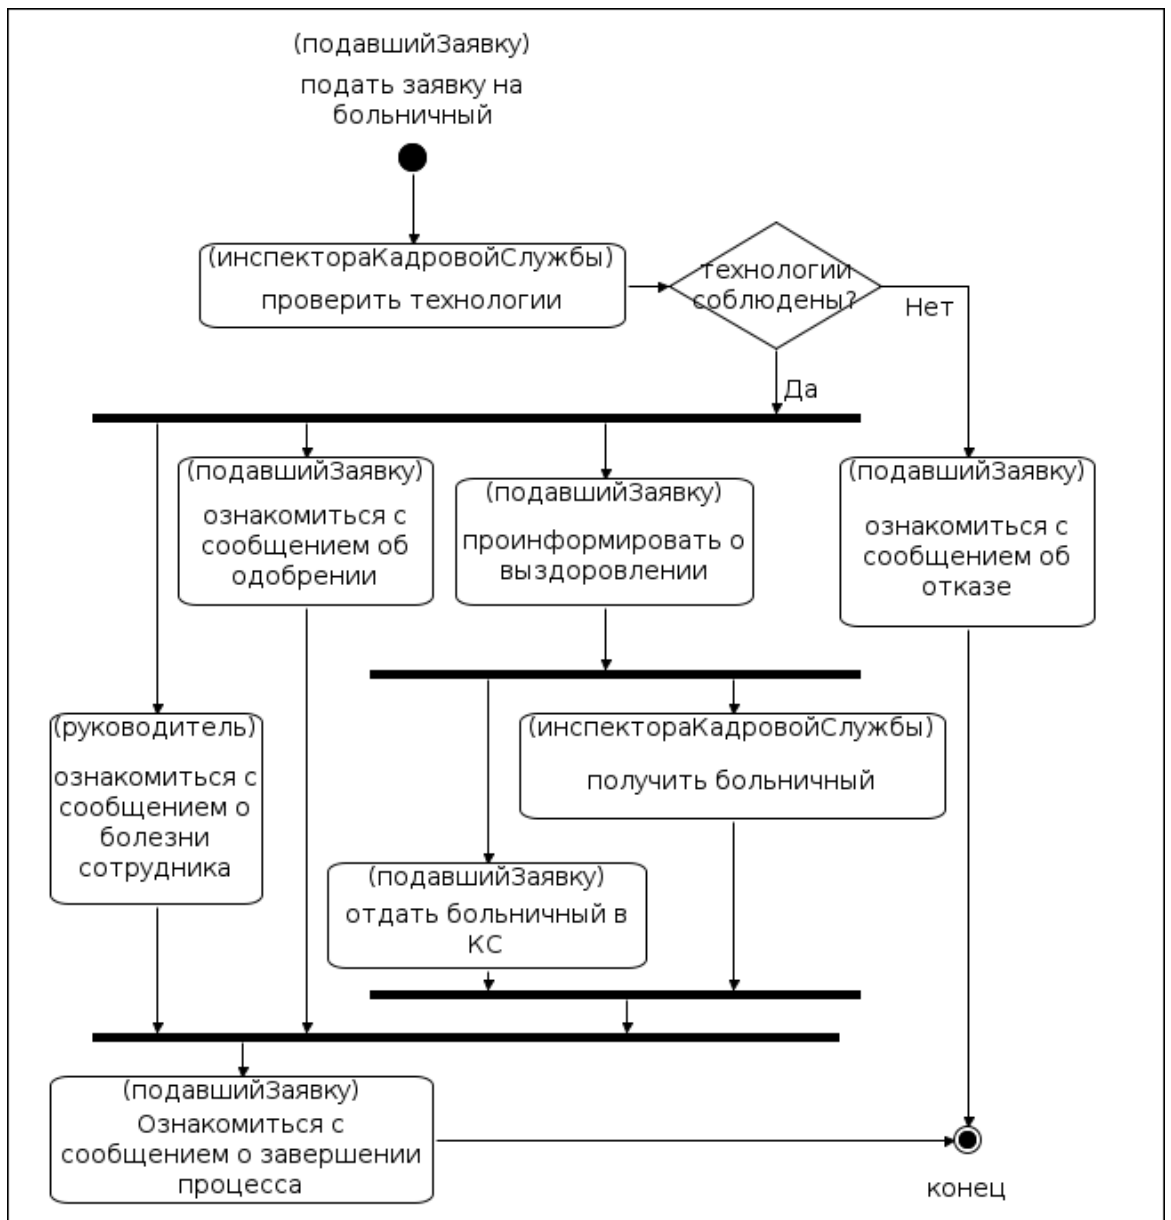 (подавшийЗаявку)
подать заявку на
больничный
(инспектораКадровойСлужбы)
проверить технологии
технологии
соблюдены?
Нет
Да
(подавшийЗаявку)
ознакомиться с
сообщением об
одобрении
(подавшийЗаявку)
проинформировать о
выздоровлении
(подавшийЗаявку)
ознакомиться с
сообщением об
отказе
(руководитель)
ознакомиться с
сообщением о
болезни
сотрудника
(инспектораКадровойСлужбы)
получить больничный
(подавшийЗаявку)
отдать больничный в
КС
(подавшийЗаявку)
Ознакомиться с
сообщением о завершении
процесса
конец